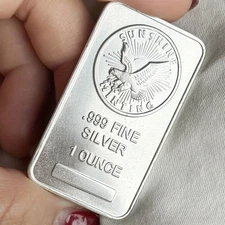 SUNSHINE
MINTING
.999 FINE
SILVER
1 OUNCE